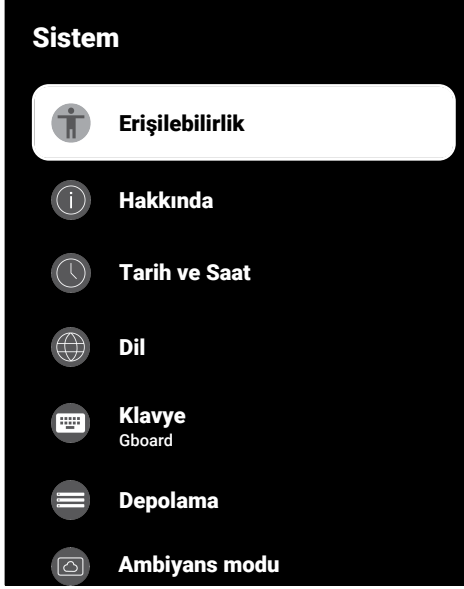 Sistem
Erişilebilirlik
Hakkında
Tarih ve Saat
Dil
Klavye
Gboard
Depolama
Ambiyans modu